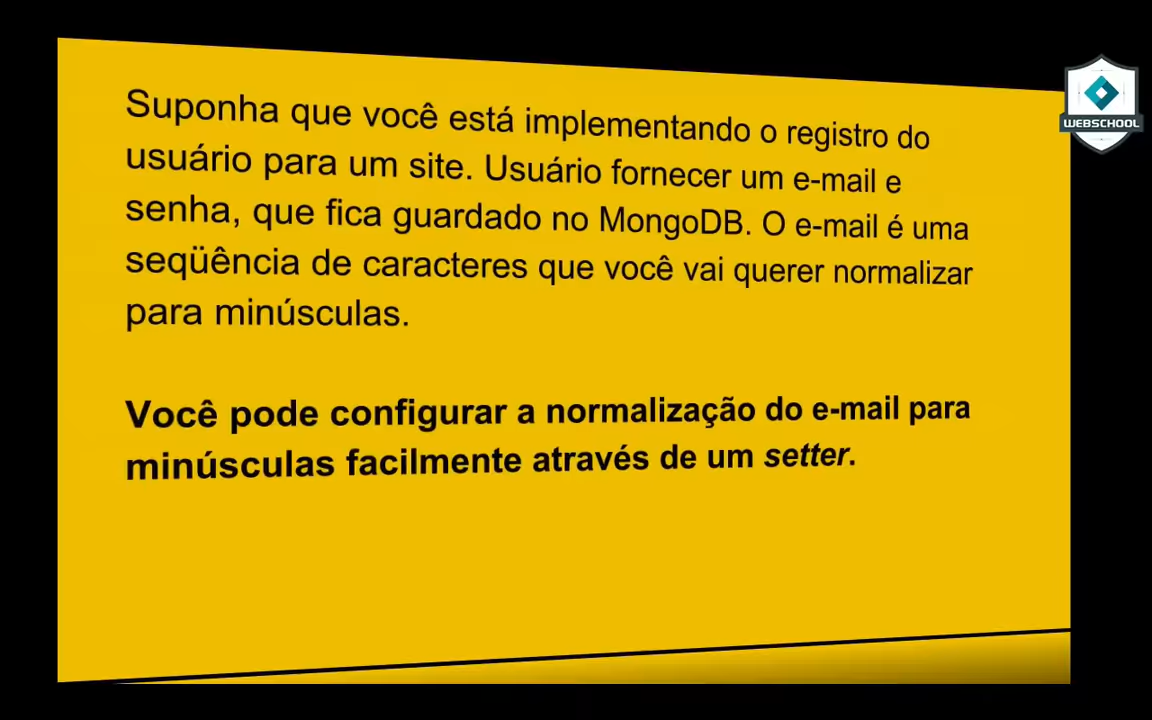 Suponha que você está implementando o registro do
usuário para um site. Usuário fornecer um e-mail e
senha, que fica guardado no MongoDB. O e-mail é uma
seqüência de caracteres que você vai querer normalizar
para minúsculas.
Você pode configurar a normalização do e-mail para
minúsculas facilmente através de um setter.
WEBSCHOOL